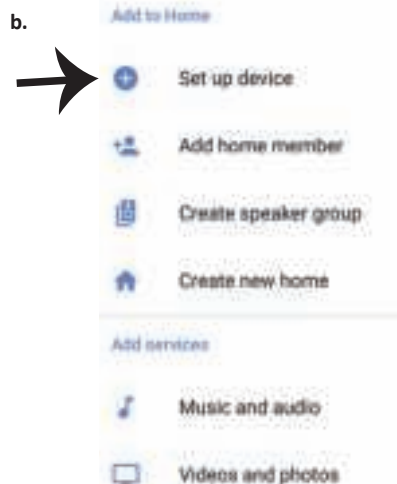 b.
Add to Home
Set up device
Add home member
Create speaker group
Create new home
Add services
Music and audio
Videos and photos